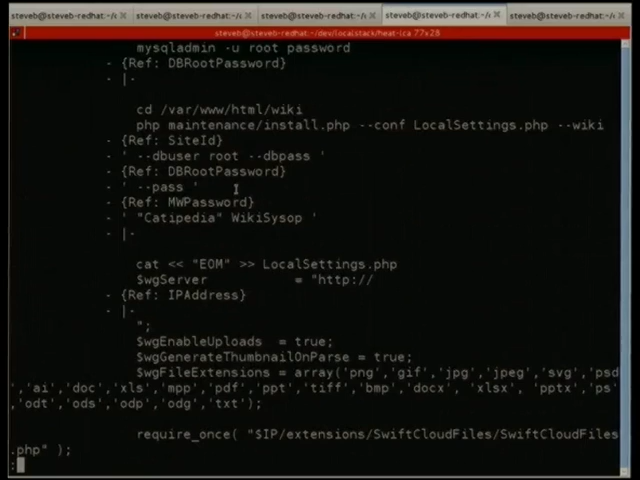 steveb@steveb-redhat:~/ steveb@steveb-redhat:~/ steveb@steveb-redhat:~/ steveb@steveb-redhat:~/ steveb@steveb-redhat:~/
steveb@steveb-redhat:~/dev/localstack/heat-ica 77x28
mysqladmin -u root password
- {Ref: DBRootPassword}
- |-
cd /var/www/html/wiki
php maintenance/install.php --conf LocalSettings.php --wiki
- {Ref: SiteId}
- ' --dbuser root --dbpass '
- {Ref: DBRootPassword}
- ' --pass '
- {Ref: MWPassword}
- ' "Catipedia" WikiSysop '
- |-
cat << "EOM" >> LocalSettings.php
$wgServer = "http://
- {Ref: IPAddress}
- |-
";
$wgEnableUploads = true;
$wgGenerateThumbnailOnParse = true;
$wgFileExtensions = array('png','gif','jpg','jpeg','svg','psd
','ai','doc','xls','mpp','pdf','ppt','tiff','bmp','docx', 'xlsx', 'pptx','ps'
,'odt','ods','odp','odg','txt');
require_once( "$IP/extensions/SwiftCloudFiles/SwiftCloudFiles
.php" );
: